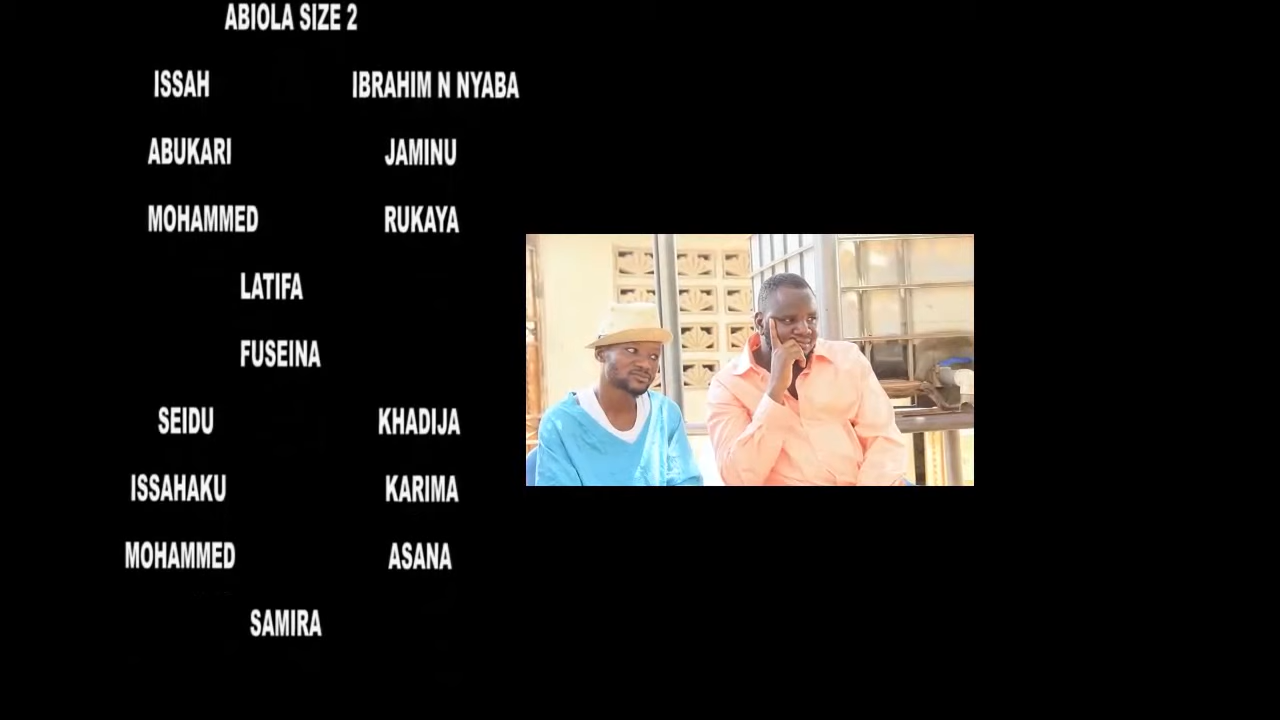 ABIOLA SIZE 2
ISSAH IBRAHIM N NYABA
ABUKARI JAMINU
MOHAMMED RUKAYA
LATIFA
FUSEINA
SEIDU KHADIJA
ISSAHAKU KARIMA
MOHAMMED ASANA
SAMIRA